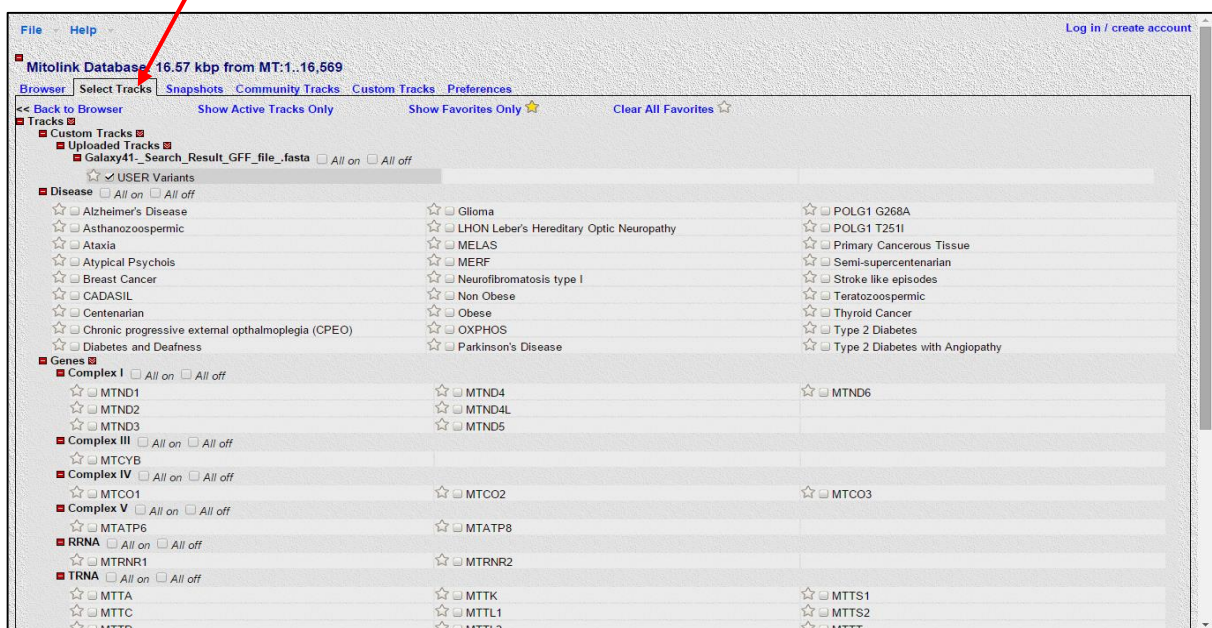 File Help Log in / create account
Mitolink Database: 16.57 kbp from MT:1..16,569
Browser Select Tracks Snapshots Community Tracks Custom Tracks Preferences
<< Back to Browser Show Active Tracks Only Show Favorites Only Clear All Favorites
Tracks
Custom Tracks
Uploaded Tracks
Galaxy41-_Search_Result_GFF_file_.fasta All on All off
USER Variants
Disease All on All off
Alzheimer's Disease Glioma POLG1 G268A
Asthanozoospermic LHON Leber's Hereditary Optic Neuropathy POLG1 T251I
Ataxia MELAS Primary Cancerous Tissue
Atypical Psychois MERF Semi-supercentenarian
Breast Cancer Neurofibromatosis type I Stroke like episodes
CADASIL Non Obese Teratozoospermic
Centenarian Obese Thyroid Cancer
Chronic progressive external opthalmoplegia (CPEO) OXPHOS Type 2 Diabetes
Diabetes and Deafness Parkinson's Disease Type 2 Diabetes with Angiopathy
Genes
Complex I All on All off
MTND1 MTND4 MTND6
MTND2 MTND4L
MTND3 MTND5
Complex III All on All off
MTCYB
Complex IV All on All off
MTCO1 MTCO2 MTCO3
Complex V All on All off
MTATP6 MTATP8
RRNA All on All off
MTRNR1 MTRNR2
TRNA All on All off
MTTA MTTK MTTS1
MTTC MTTL1 MTTS2